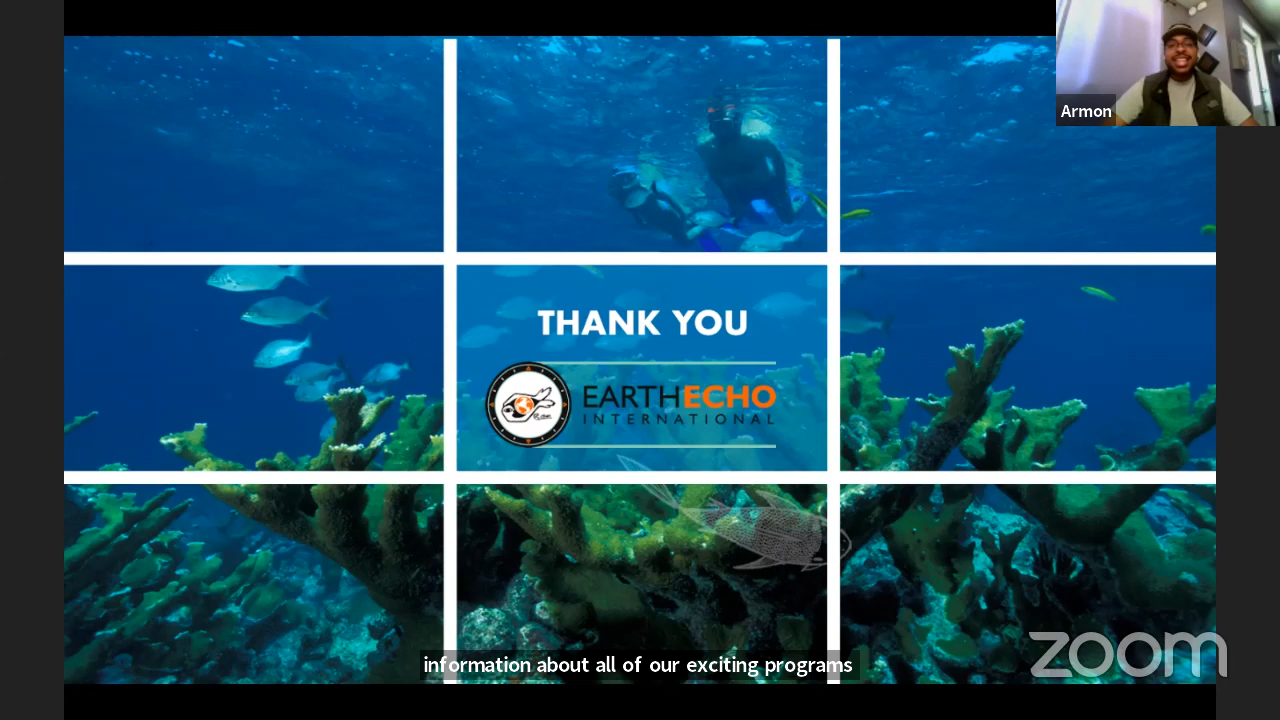 Armon
THANK YOU
EARTHECHO
INTERNATIONAL
information about all of our exciting programs
zoom